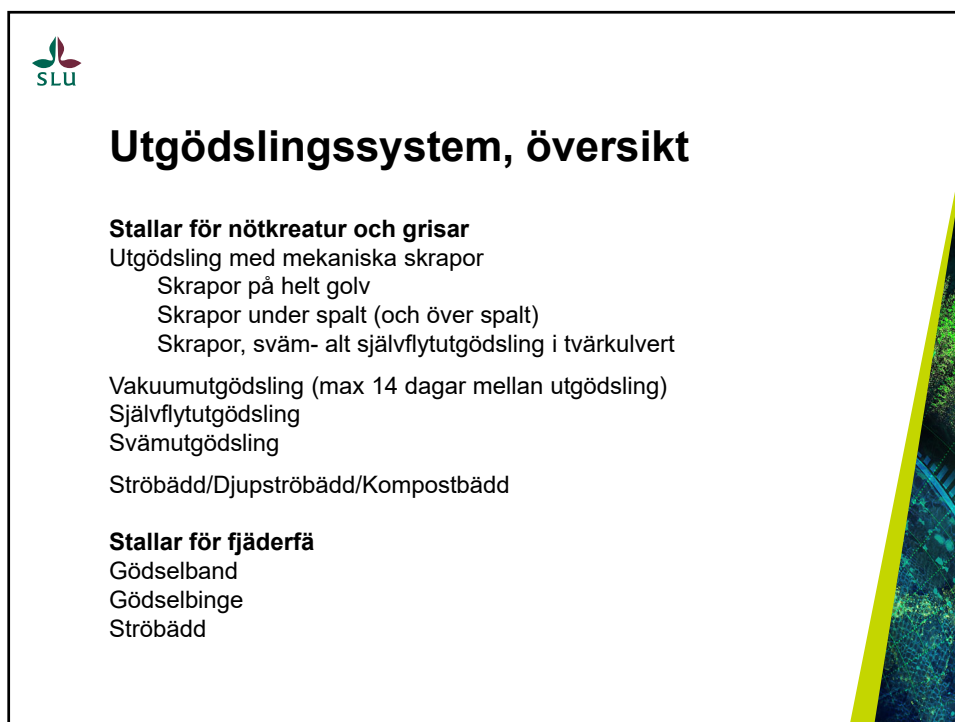 SLU
Utgödslingssystem, översikt
Stallar för nötkreatur och grisar
Utgödsling med mekaniska skrapor
Skrapor på helt golv
Skrapor under spalt (och över spalt)
Skrapor, sväm- alt självflytutgödsling i tvärkulvert
Vakuumutgödsling (max 14 dagar mellan utgödsling)
Självflytutgödsling
Svämutgödsling
Ströbädd/Djupströbädd/Kompostbädd
Stallar för fjäderfä
Gödselband
Gödselbinge
Ströbädd